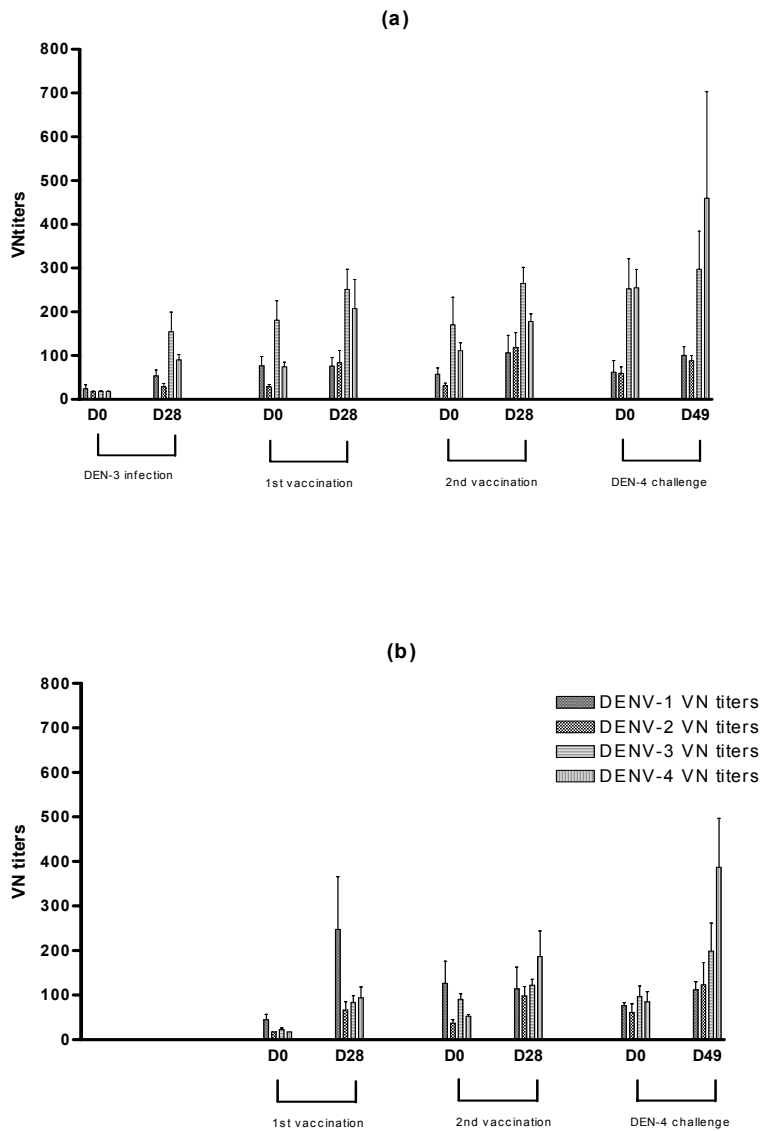 (a)
800
700
600
500
400
300
200
100
0
VNtiters
D0 D28 D0 D28 D0 D28 D0 D49
DEN-3 infection 1st vaccination 2nd vaccination DEN-4 challenge
(b)
800
700
600
500
400
300
200
100
0
VN titers
DENV-1 VN titers
DENV-2 VN titers
DENV-3 VN titers
DENV-4 VN titers
D0 D28 D0 D28 D0 D49
1st vaccination 2nd vaccination DEN-4 challenge